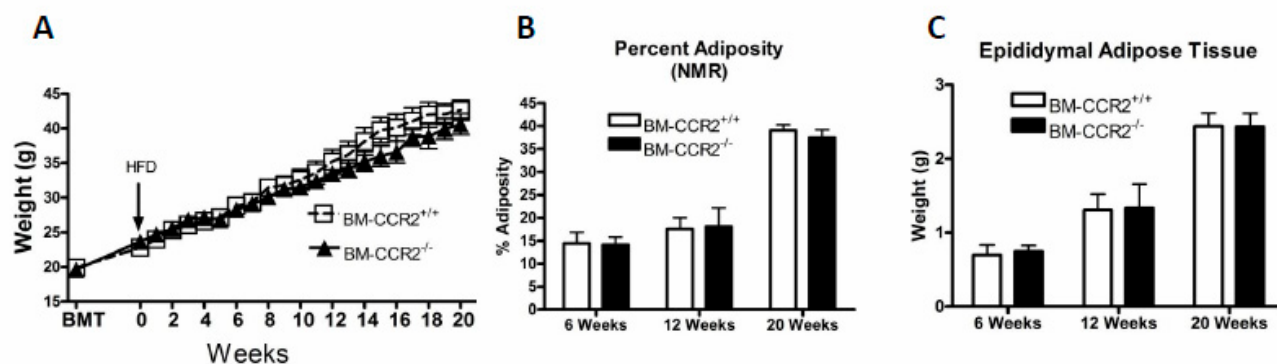 A
Weight (g)
45
40
35
30
25
20
15
HFD
BM-CCR2+/+
BM-CCR2-/-
BMT 0 2 4 6 8 10 12 14 16 18 20
Weeks
B
Percent Adiposity
(NMR)
% Adiposity
45
40
35
30
25
20
15
10
5
0
BM-CCR2+/+
BM-CCR2-/-
6 Weeks 12 Weeks 20 Weeks
C
Epididymal Adipose Tissue
Weight (g)
3
2
1
0
BM-CCR2+/+
BM-CCR2-/-
6 Weeks 12 Weeks 20 Weeks